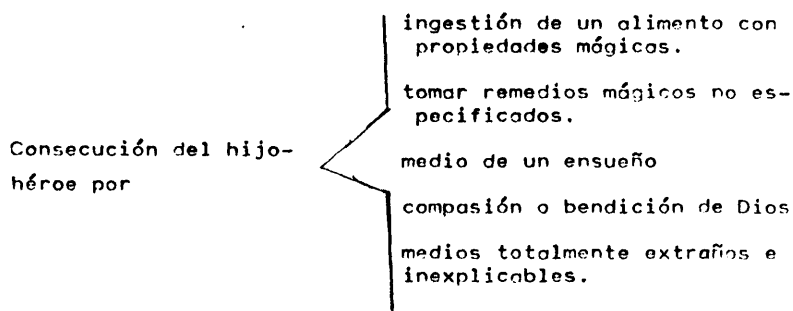 ingestión de un alimento con
propiedades mágicas.
tomar remedios mágicos no es-
pecificados.
Consecución del hijo-
héroe por
medio de un ensueño
compasión o bendición de Dios
medios totalmente extraños e
inexplicables.